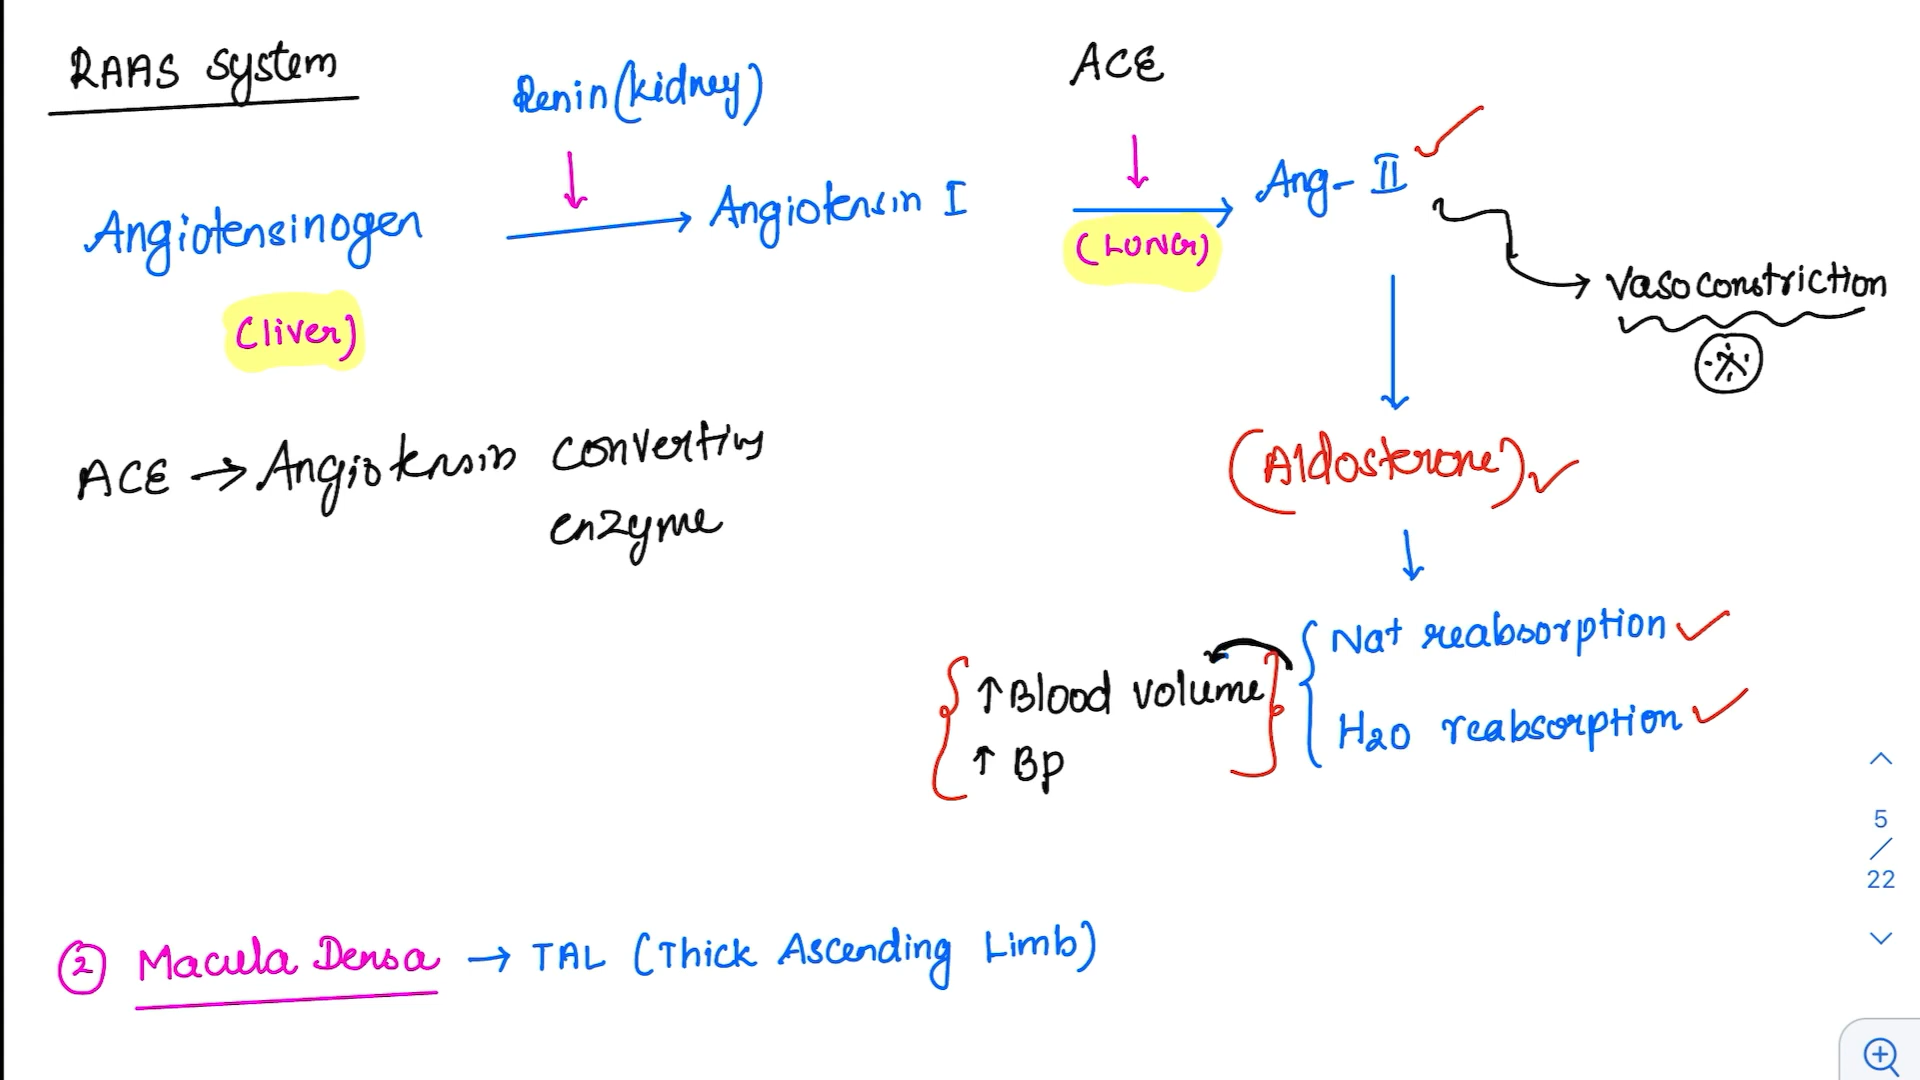 RAAS system
Renin (kidney)
ACE
Angiotensinogen
Angiotensin I
Ang- II
(LUNG)
(liver)
Vasoconstriction
ACE → Angiotensin converting
enzyme
(Aldosterone)
Na+ reabsorption
H2O reabsorption
↑ Blood volume
↑ BP
② Macula Densa → TAL (Thick Ascending Limb)
5
/
22